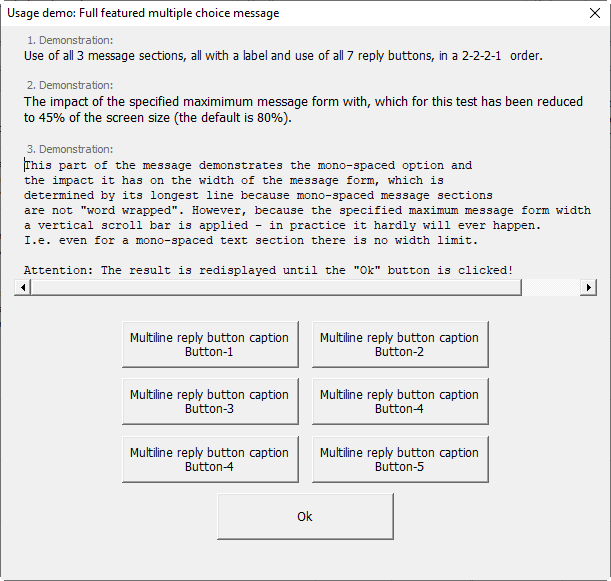 Usage demo: Full featured multiple choice message
1. Demonstration:
Use of all 3 message sections, all with a label and use of all 7 reply buttons, in a 2-2-2-1 order.
2. Demonstration:
The impact of the specified maximimum message form with, which for this test has been reduced
to 45% of the screen size (the default is 80%).
3. Demonstration:
This part of the message demonstrates the mono-spaced option and
the impact it has on the width of the message form, which is
determined by its longest line because mono-spaced message sections
are not "word wrapped". However, because the specified maximum message form width
a vertical scroll bar is applied - in practice it hardly will ever happen.
I.e. even for a mono-spaced text section there is no width limit.
Attention: The result is redisplayed until the "Ok" button is clicked!
Multiline reply button caption
Button-1
Multiline reply button caption
Button-2
Multiline reply button caption
Button-3
Multiline reply button caption
Button-4
Multiline reply button caption
Button-4
Multiline reply button caption
Button-5
Ok